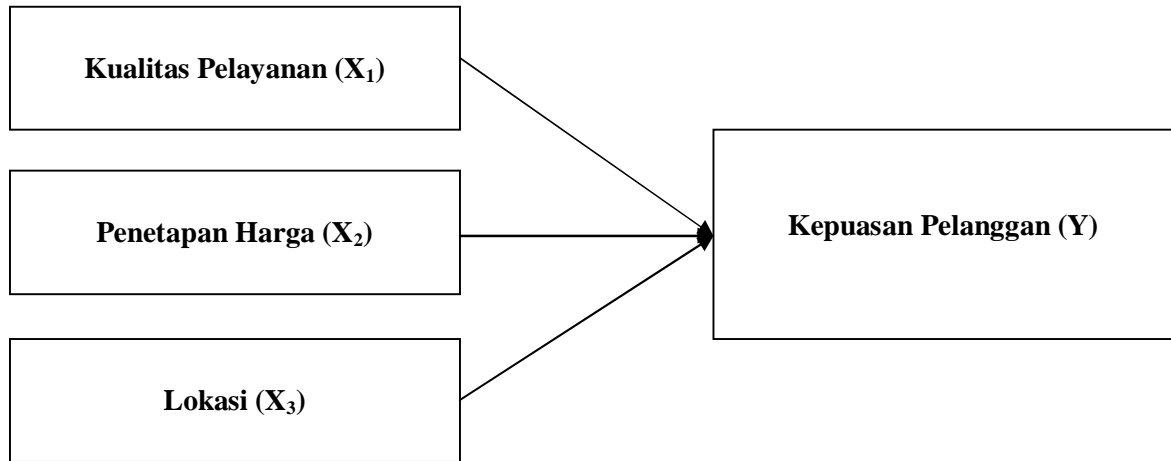 Kualitas Pelayanan (X₁)
Penetapan Harga (X₂)
Kepuasan Pelanggan (Y)
Lokasi (X₃)